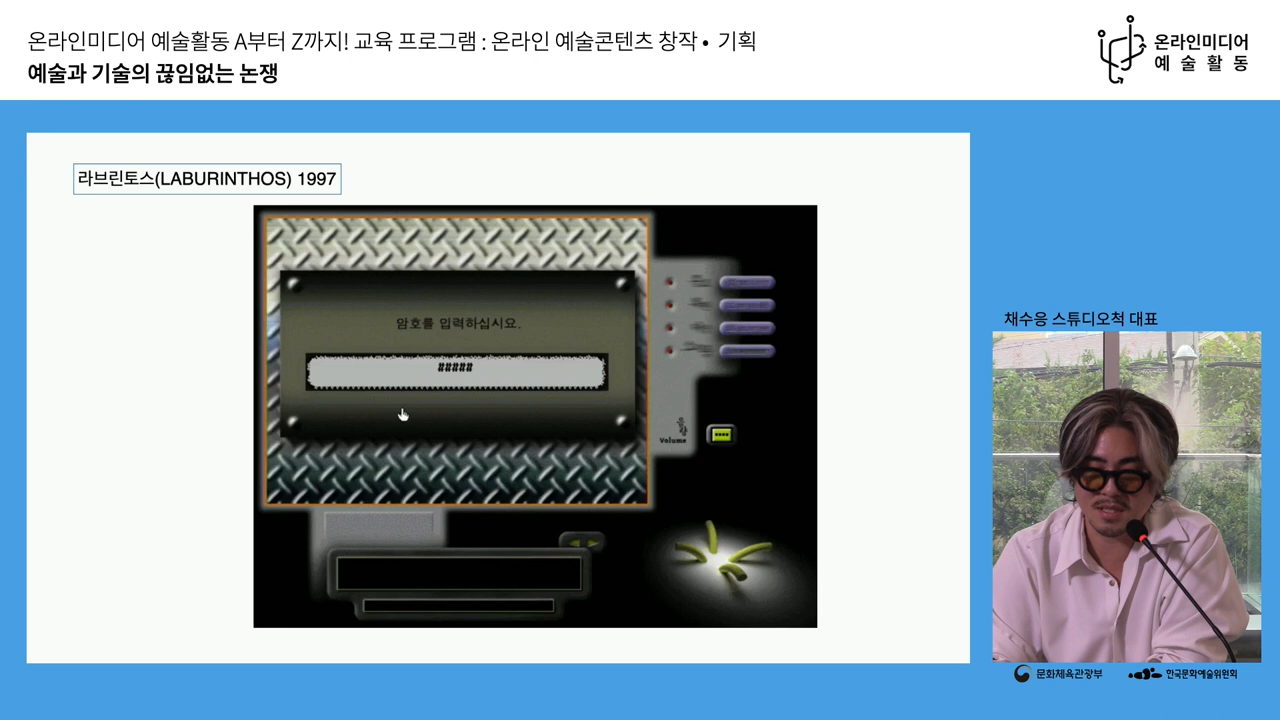 온라인미디어 예술활동 A부터 Z까지! 교육 프로그램 : 온라인 예술콘텐츠 창작 • 기획
예술과 기술의 끊임없는 논쟁
온라인미디어
예술활동
라브린토스(LABURINTHOS) 1997
암호를 입력하십시요.
#####
Volume
채수응 스튜디오척 대표
문화체육관광부
한국문화예술위원회